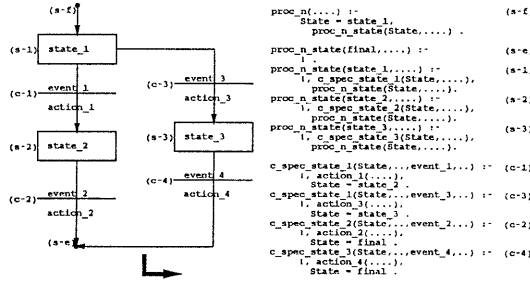 (s-f)
(s-1)
state_1
(c-1)
event_1
action_1
(c-3)
event_3
action_3
(s-2)
state_2
(s-3)
state_3
(c-2)
event_2
action_2
(c-4)
event_4
action_4
(s-e)
proc_n(....) :- (s-f)
State = state_1,
proc_n_state(State,....) .
proc_n_state(final,....) :- (s-e)
! .
proc_n_state(state_1,....) :- (s-1)
!, c_spec_state_1(State,....),
proc_n_state(State,....).
proc_n_state(state_2,....) :- (s-2)
!, c_spec_state_2(State,....),
proc_n_state(State,....).
proc_n_state(state_3,....) :- (s-3)
!, c_spec_state_3(State,....),
proc_n_state(State,....).
c_spec_state_1(State,..,event_1,..) :- (c-1)
!, action_1(....),
State = state_2 .
c_spec_state_1(State,..,event_3,..) :- (c-3)
!, action_3(....),
State = state_3 .
c_spec_state_2(State,..,event_2,..) :- (c-2)
!, action_2(....),
State = final .
c_spec_state_3(State,..,event_4,..) :- (c-4)
!, action_4(....),
State = final .